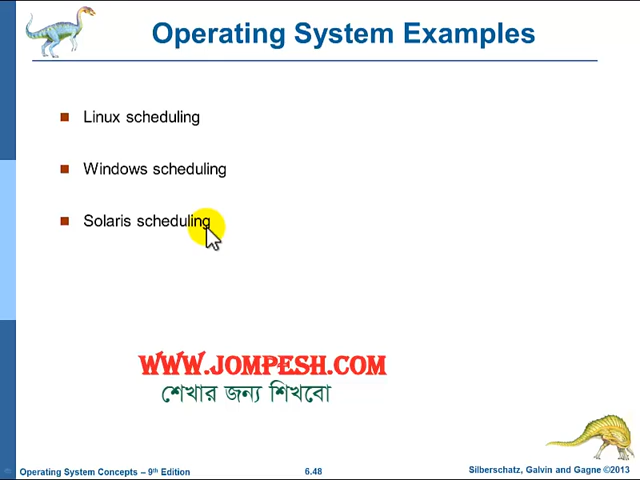 Operating System Examples
Linux scheduling
Windows scheduling
Solaris scheduling
WWW.JOMPESH.COM
শেখার জন্য শিখবো
Operating System Concepts – 9th Edition
6.48
Silberschatz, Galvin and Gagne ©2013